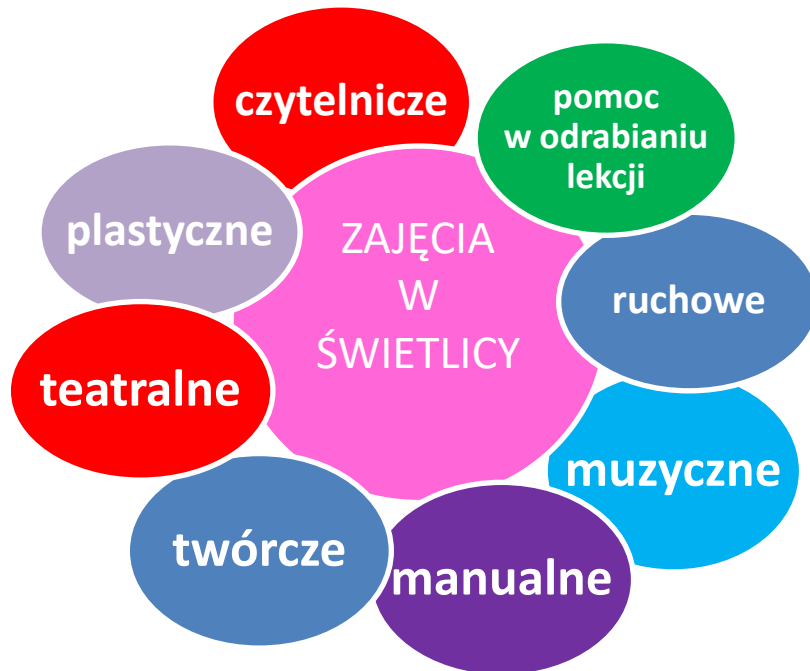 ZAJĘCIA
W
ŚWIETLICY
czytelnicze
pomoc
w odrabianiu
lekcji
ruchowe
muzyczne
manualne
twórcze
teatralne
plastyczne